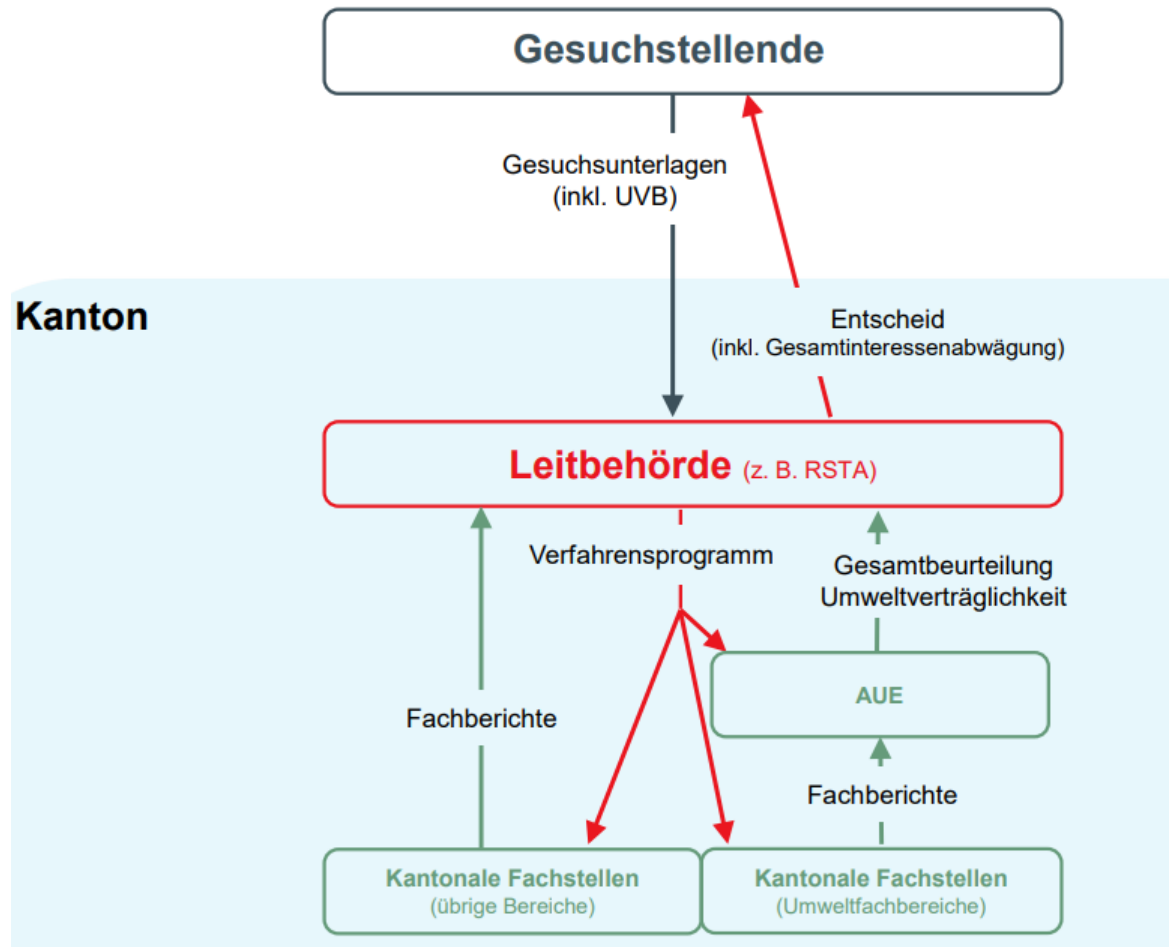 Gesuchstellende
Gesuchsunterlagen
(inkl. UVB)
Kanton
Entscheid
(inkl. Gesamtinteressenabwägung)
Leitbehörde (z. B. RSTA)
Verfahrensprogramm
Gesamtbeurteilung
Umweltverträglichkeit
AUE
Fachberichte
Fachberichte
Kantonale Fachstellen
(übrige Bereiche)
Kantonale Fachstellen
(Umweltfachbereiche)